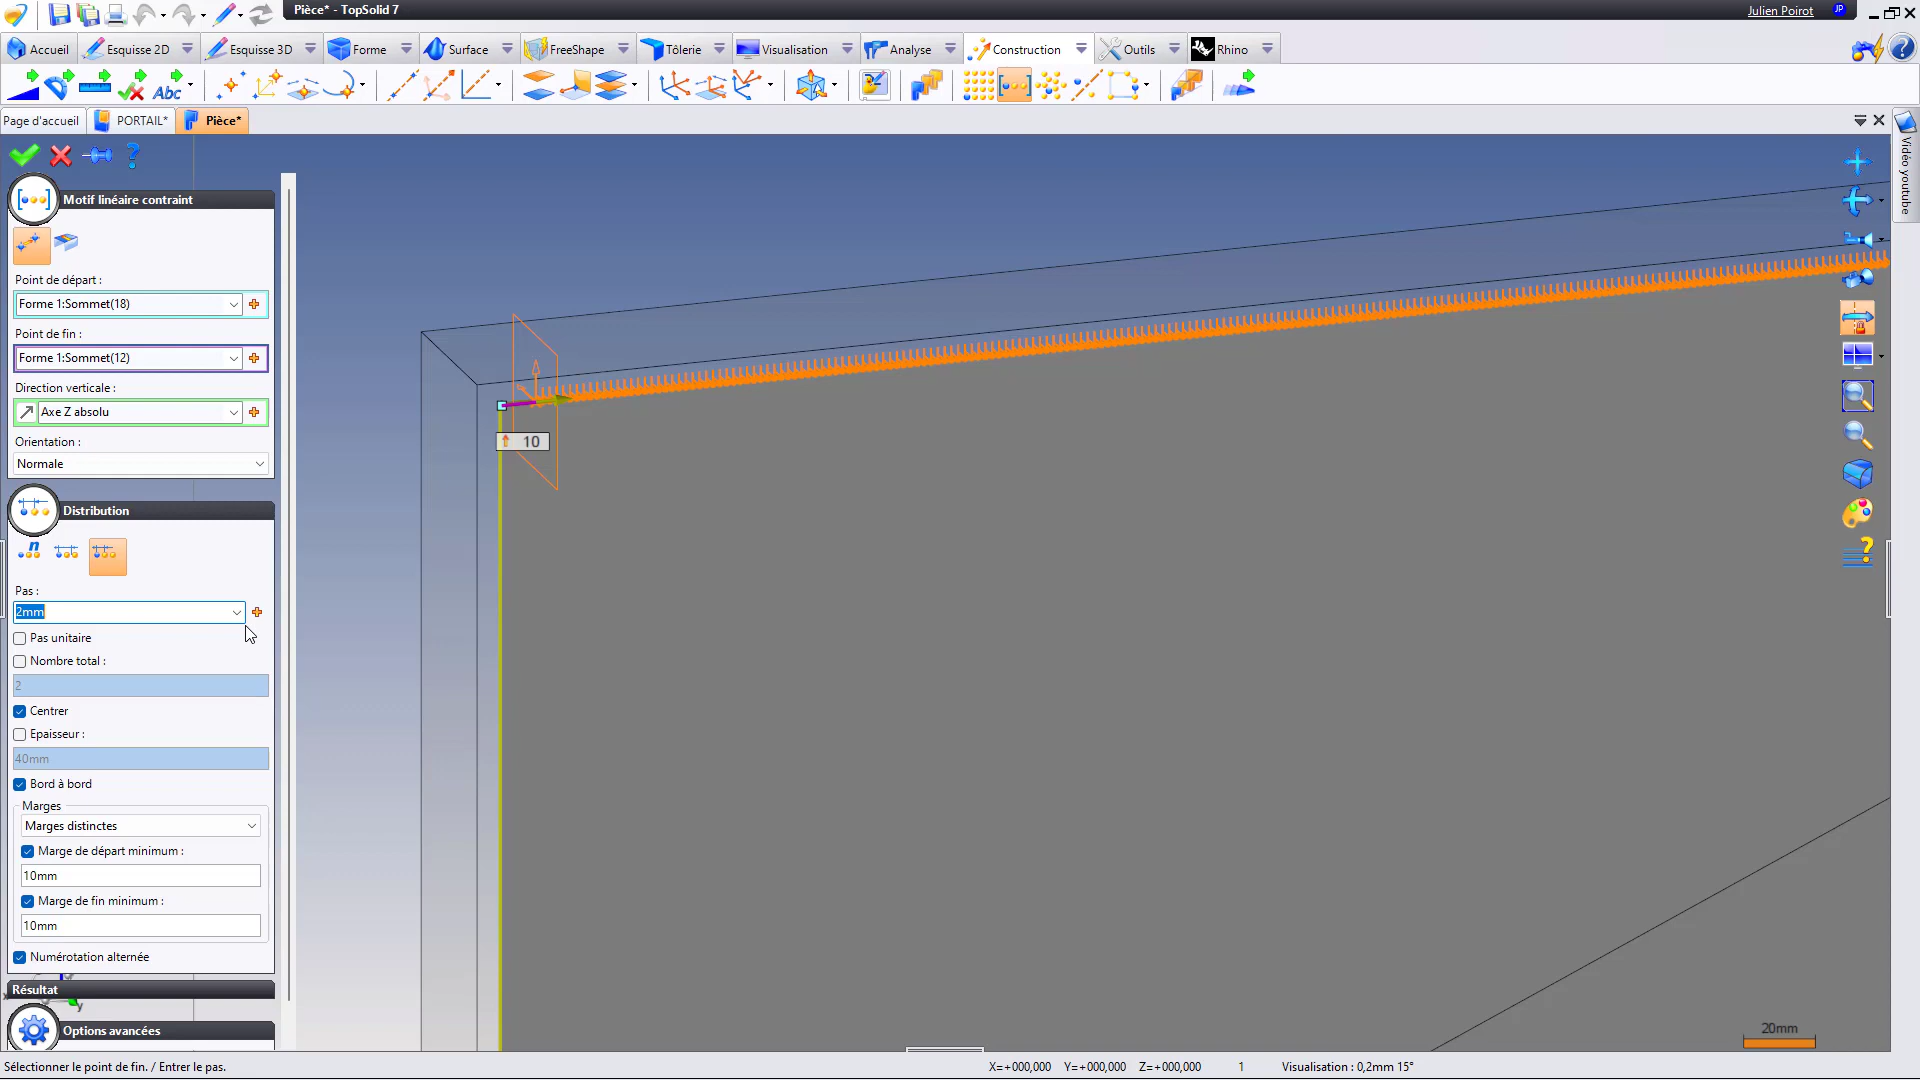 Pièce* - TopSolid 7
Julien Poirot
JP
Accueil
Esquisse 2D
Esquisse 3D
Forme
Surface
FreeShape
Tôlerie
Visualisation
Analyse
Construction
Outils
Rhino
Abc
Page d'accueil
PORTAIL*
Pièce*
Vidéo youtube
Motif linéaire contraint
Point de départ :
Forme 1:Sommet(18)
Point de fin :
Forme 1:Sommet(12)
Direction verticale :
Axe Z absolu
Orientation :
Normale
10
Distribution
n
Pas :
2mm
Pas unitaire
Nombre total :
2
Centrer
Epaisseur :
40mm
Bord à bord
Marges
Marges distinctes
Marge de départ minimum :
10mm
Marge de fin minimum :
10mm
Numérotation alternée
Résultat
y
Options avancées
20mm
Sélectionner le point de fin. / Entrer le pas.
X=+000,000 Y=+000,000 Z=+000,000 1 Visualisation : 0,2mm 15°